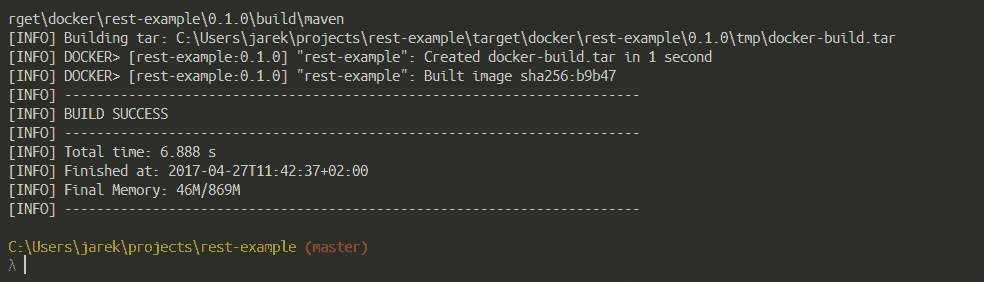 rget\docker\rest-example\0.1.0\build\maven
[INFO] Building tar: C:\Users\jarek\projects\rest-example\target\docker\rest-example\0.1.0\tmp\docker-build.tar
[INFO] DOCKER> [rest-example:0.1.0] "rest-example": Created docker-build.tar in 1 second
[INFO] DOCKER> [rest-example:0.1.0] "rest-example": Built image sha256:b9b47
[INFO] ------------------------------------------------------------------------
[INFO] BUILD SUCCESS
[INFO] ------------------------------------------------------------------------
[INFO] Total time: 6.888 s
[INFO] Finished at: 2017-04-27T11:42:37+02:00
[INFO] Final Memory: 46M/869M
[INFO] ------------------------------------------------------------------------
C:\Users\jarek\projects\rest-example (master)
λ